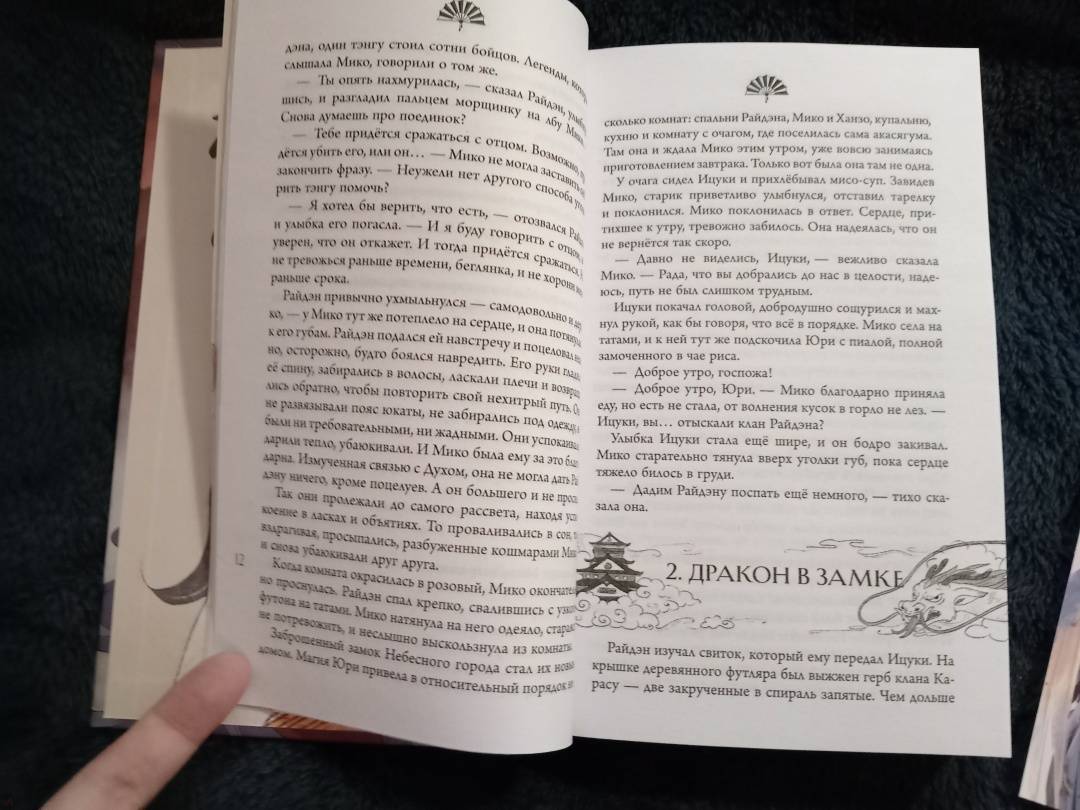 дэна, один тэнгу стоил сотни бойцов. Легенды,
слышала Мико, говорили о том же.
— Ты опять нахмурилась, — сказал Райдэн,
шись, и разгладил пальцем морщинку на лбу
Снова думаешь про поединок?
— Тебе придётся сражаться с отцом. Возможно,
дётся убить его, или он… — Мико не могла заставить
закончить фразу. — Неужели нет другого способа
рить тэнгу помочь?
— Я хотел бы верить, что есть, — отозвался
и улыбка его погасла. — И я буду говорить с отцом,
уверен, что он откажет. И тогда придётся сражаться.
не тревожься раньше времени, беглянка, и не хорони
раньше срока.
Райдэн привычно ухмыльнулся — самодовольно и
ко, — у Мико тут же потеплело на сердце, и она
к его губам. Райдэн подался ей навстречу и поцеловал
но, осторожно, будто боялся навредить. Его руки
её спину, забирались в волосы, ласкали плечи и
лись обратно, чтобы повторить свой нехитрый путь.
не развязывали пояс юкаты, не забирались под
были ни требовательными, ни жадными. Они
дарили тепло, убаюкивали. И Мико была ему за это
дарна. Измученная связью с Духом, она не могла дать
дэну ничего, кроме поцелуев. А он большего и не
Так они пролежали до самого рассвета, находя
коение в ласках и объятиях. То проваливались в сон,
вздрагивая, просыпались, разбуженные кошмарами
и снова убаюкивали друг друга.
Когда комната окрасилась в розовый, Мико
но проснулась. Райдэн спал крепко, свалившись с
футона на татами. Мико натянула на него одеяло,
не потревожить, и неслышно выскользнула из комнаты.
Заброшенный замок Небесного города стал их
домом. Магия Юри привела в относительный порядок
12
сколько комнат: спальни Райдэна, Мико и Ханзо, купальню,
кухню и комнату с очагом, где поселилась сама акасягума.
Там она и ждала Мико этим утром, уже вовсю занимаясь
приготовлением завтрака. Только вот была она там не одна.
У очага сидел Ицуки и прихлёбывал мисо-суп. Завидев
Мико, старик приветливо улыбнулся, отставил тарелку
и поклонился. Мико поклонилась в ответ. Сердце, при-
тихшее к утру, тревожно забилось. Она надеялась, что он
не вернётся так скоро.
— Давно не виделись, Ицуки, — вежливо сказала
Мико. — Рада, что вы добрались до нас в целости, наде-
юсь, путь не был слишком трудным.
Ицуки покачал головой, добродушно сощурился и мах-
нул рукой, как бы говоря, что всё в порядке. Мико села на
татами, и к ней тут же подскочила Юри с пиалой, полной
замоченного в чае риса.
— Доброе утро, госпожа!
— Доброе утро, Юри. — Мико благодарно приняла
еду, но есть не стала, от волнения кусок в горло не лез. —
Ицуки, вы… отыскали клан Райдэна?
Улыбка Ицуки стала ещё шире, и он бодро закивал.
Мико старательно тянула вверх уголки губ, пока сердце
тяжело билось в груди.
— Дадим Райдэну поспать ещё немного, — тихо ска-
зала она.
2. ДРАКОН В ЗАМКЕ
Райдэн изучал свиток, который ему передал Ицуки. На
крышке деревянного футляра был выжжен герб клана Ка-
расу — две закрученные в спираль запятые. Чем дольше